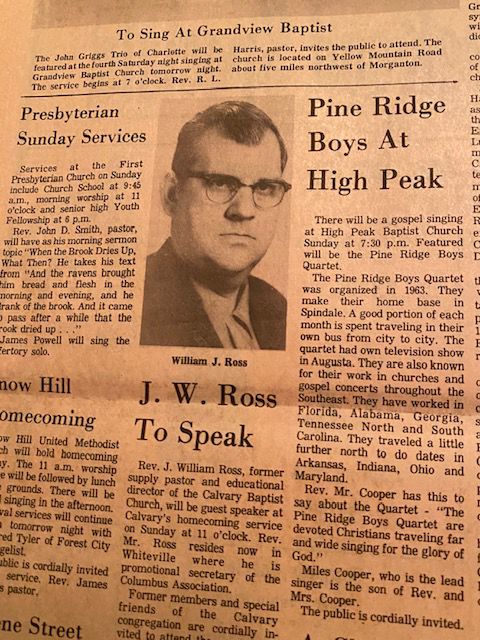 To Sing At Grandview Baptist
The John Griggs Trio of Charlotte will be
featured at the fourth Saturday night singing at
Grandview Baptist Church tomorrow night.
The service begins at 7 o'clock. Rev. R. L.
Harris, pastor, invites the public to attend. The
church is located on Yellow Mountain Road
about five miles northwest of Morganton.
Presbyterian
Sunday Services
Services at the First
Presbyterian Church on Sunday
include Church School at 9:45
a.m., morning worship at 11
o'clock and senior high Youth
Fellowship at 6 p.m.
Rev. John D. Smith, pastor,
will have as his morning sermon
topic "When the Brook Dries Up,
What Then? He takes his text
from "And the ravens brought
him bread and flesh in the
morning and evening, and he
drank of the brook. And it came
pass after a while that the
ook dried up . . ."
James Powell will sing the
fertory solo.
now Hill
omecoming
ow Hill United Methodist
ch will hold homecoming
y. The 11 a.m. worship
e will be followed by lunch
grounds. There will be
singing in the afternoon.
val services will continue
tomorrow night with
red Tyler of Forest City
gelist.
ublic is cordially invited
service. Rev. James
s pastor.
ene Street
William J. Ross
J. W. Ross
To Speak
Rev. J. William Ross, former
supply pastor and educational
director of the Calvary Baptist
Church, will be guest speaker at
Calvary's homecoming service
on Sunday at 11 o'clock. Rev.
Mr. Ross resides now in
Whiteville where he is
promotional secretary of the
Columbus Association.
Former members and special
friends of the Calvary
congregation are cordially in-
vited to attend the
Pine Ridge
Boys At
High Peak
There will be a gospel singing
at High Peak Baptist Church
Sunday at 7:30 p.m. Featured
will be the Pine Ridge Boys
Quartet.
The Pine Ridge Boys Quartet
was organized in 1963. They
make their home base in
Spindale. A good portion of each
month is spent traveling in their
own bus from city to city. The
quartet had own television show
in Augusta. They are also known
for their work in churches and
gospel concerts throughout the
Southeast. They have worked in
Florida, Alabama, Georgia,
Tennessee North and South
Carolina. They traveled a little
further north to do dates in
Arkansas, Indiana, Ohio and
Maryland.
Rev. Mr. Cooper has this to
say about the Quartet - "The
Pine Ridge Boys Quartet are
devoted Christians traveling far
and wide singing for the glory of
God."
Miles Cooper, who is the lead
singer is the son of Rev. and
Mrs. Cooper.
The public is cordially invited.